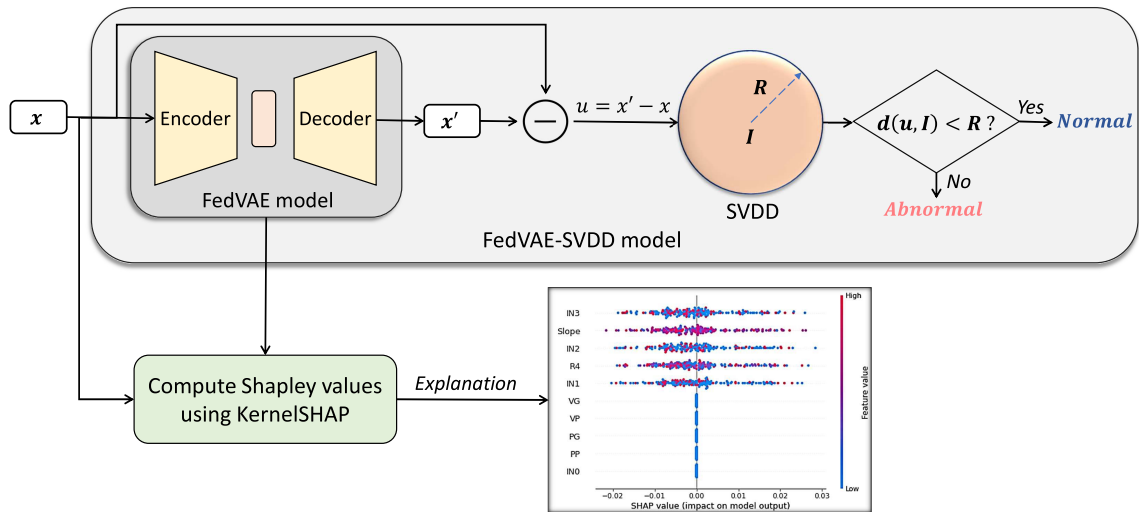 x
Encoder
Decoder
FedVAE model
x′
−
u = x′ − x
R
I
SVDD
d(u, I) < R ?
Yes
Normal
No
Abnormal
FedVAE-SVDD model
Compute Shapley values
using KernelSHAP
Explanation
High
IN3
Slope
IN2
R4
IN1
VG
VP
PG
PP
IN0
Feature value
Low
−0.02 −0.01 0.00 0.01 0.02 0.03
SHAP value (impact on model output)